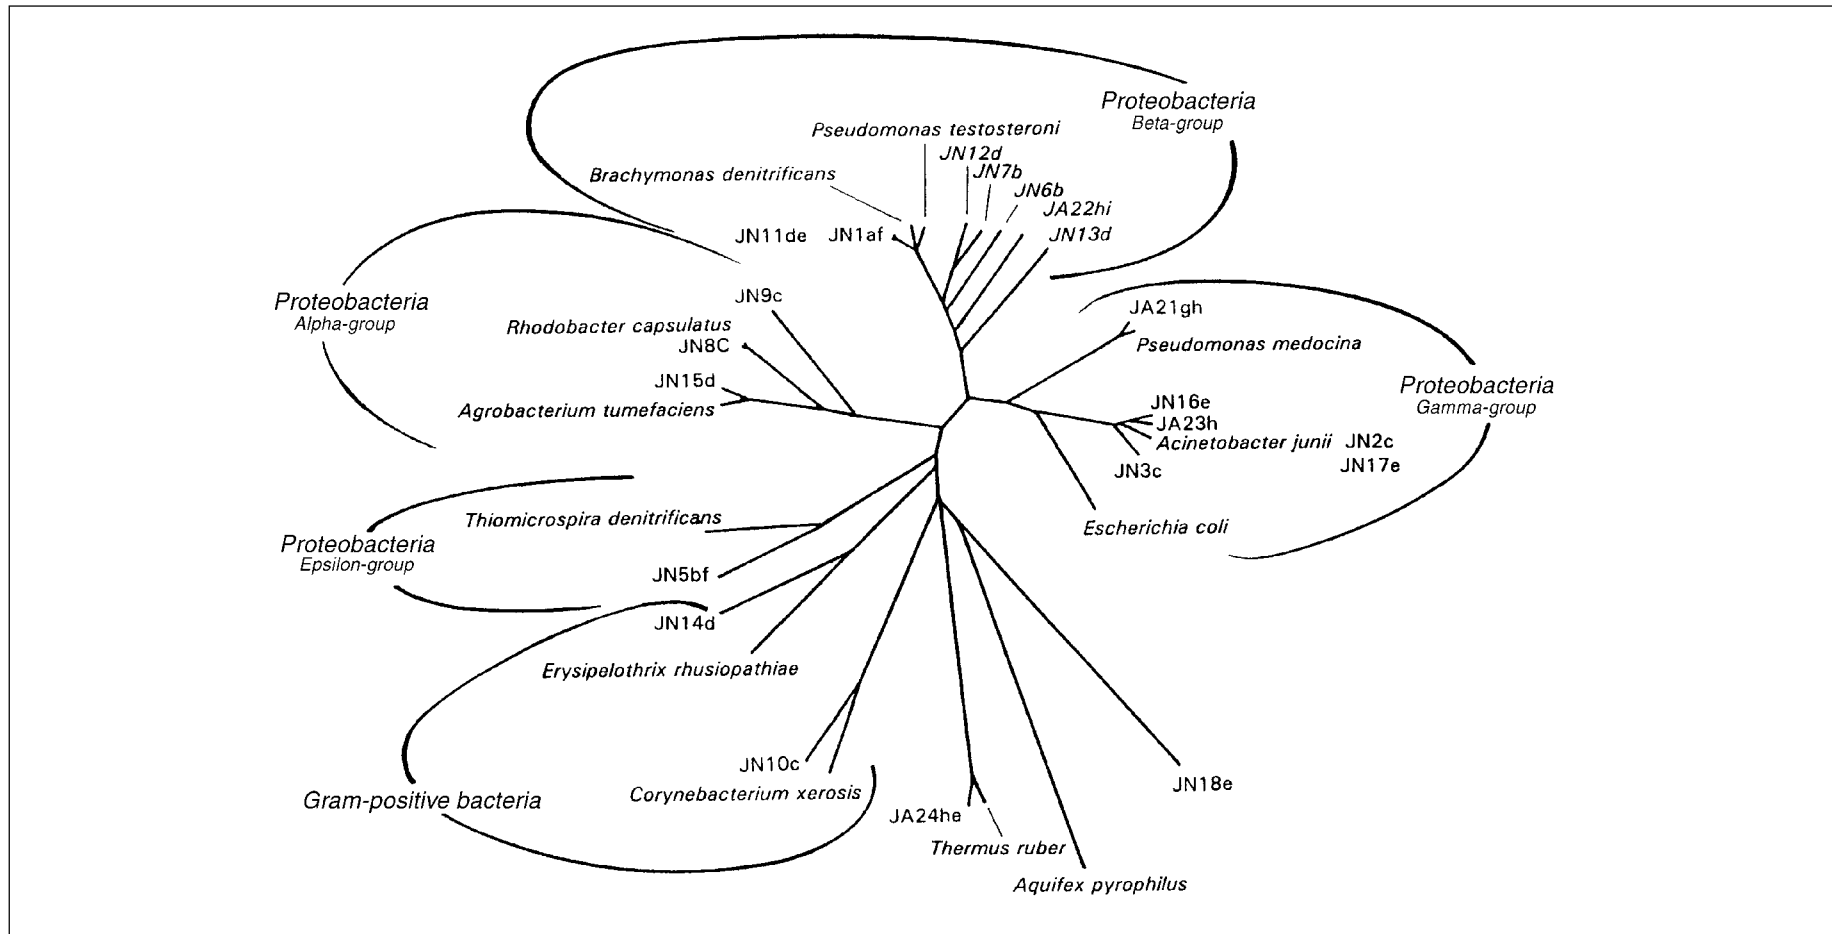 Proteobacteria
Beta-group
Pseudomonas testosteroni
JN12d
JN7b
Brachymonas denitrificans
JN6b
JA22hi
JN11de JN1af
JN13d
Proteobacteria
Alpha-group
JN9c
JA21gh
Rhodobacter capsulatus
JN8C
Pseudomonas medocina
JN15d
Agrobacterium tumefaciens
Proteobacteria
Gamma-group
JN16e
JA23h
Acinetobacter junii JN2c
JN17e
JN3c
Thiomicrospira denitrificans
Escherichia coli
Proteobacteria
Epsilon-group
JN5bf
JN14d
Erysipelothrix rhusiopathiae
JN10c
JN18e
Corynebacterium xerosis
Gram-positive bacteria
JA24he
Thermus ruber
Aquifex pyrophilus